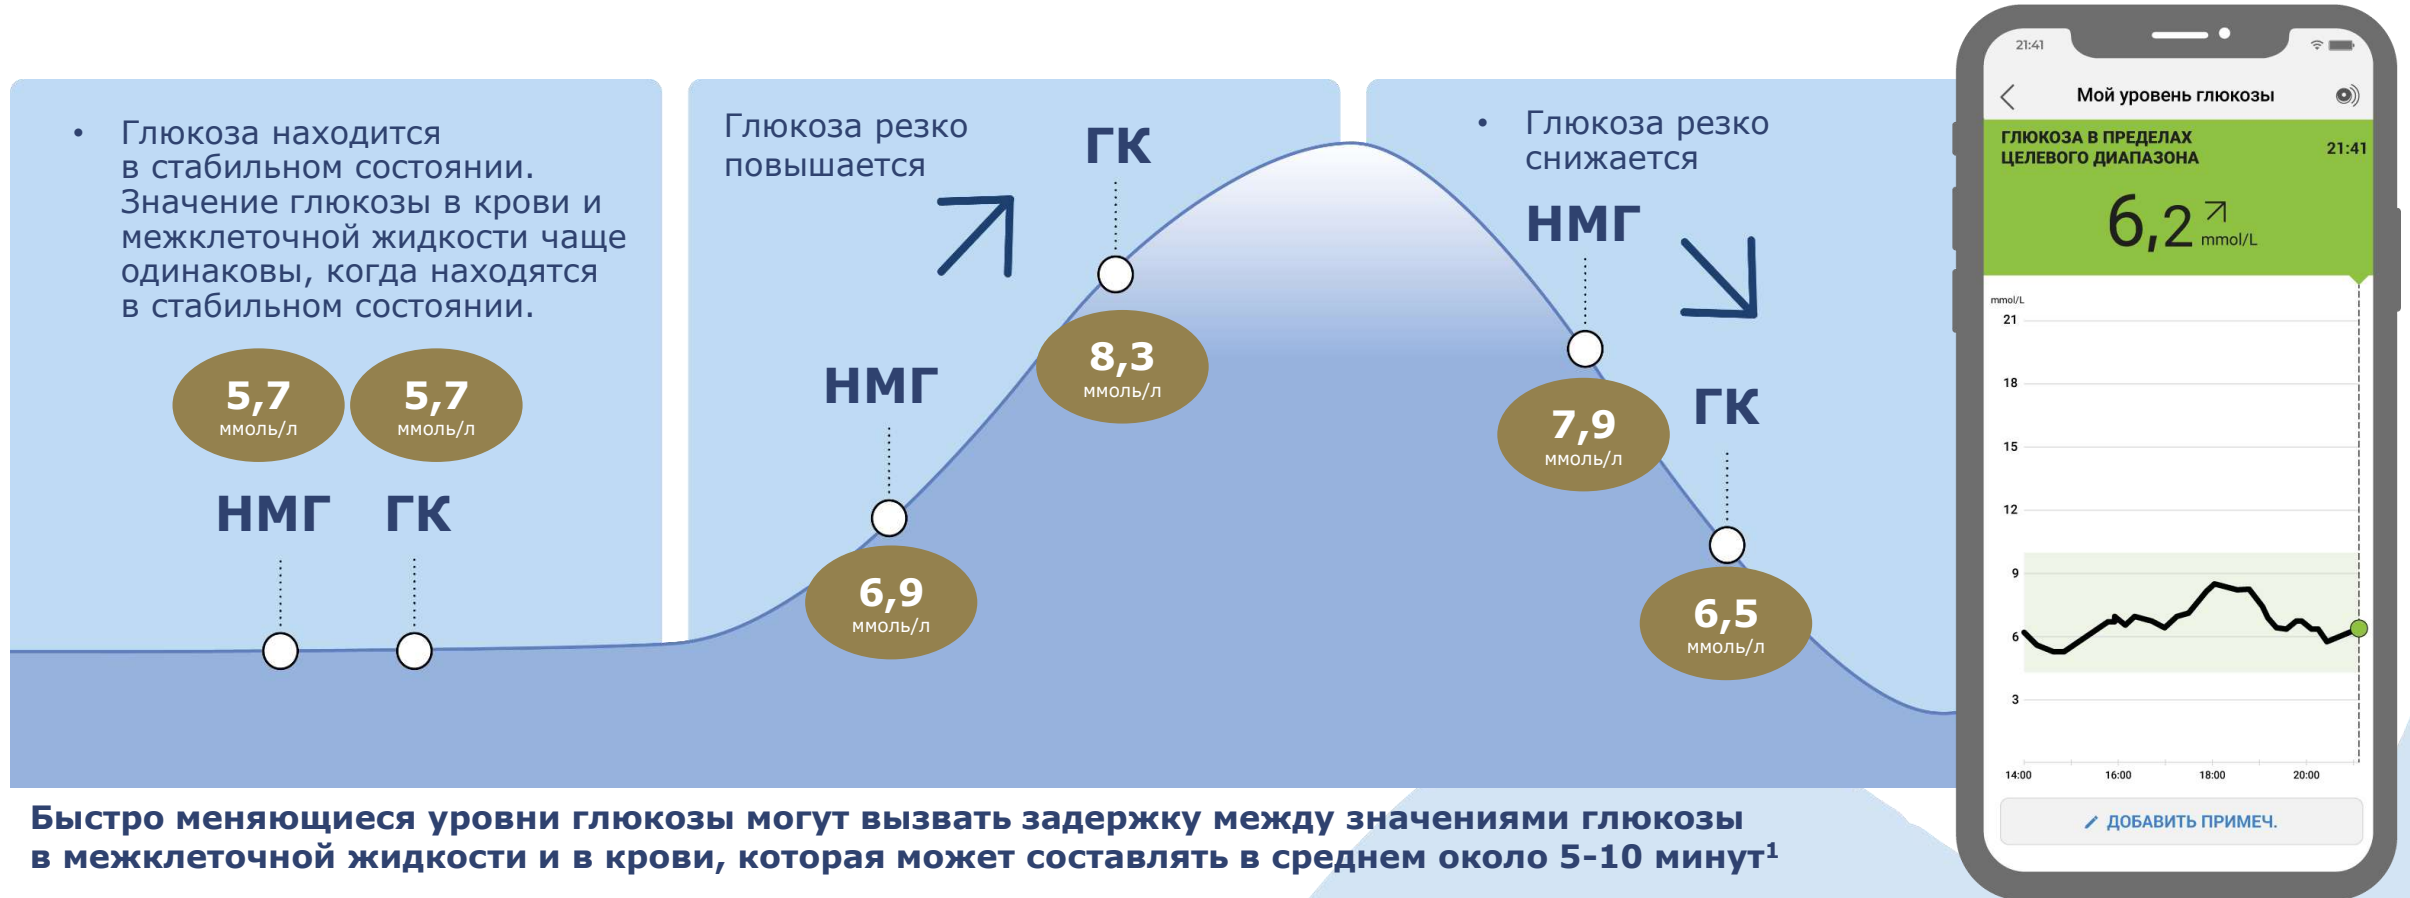 • Глюкоза находится
в стабильном состоянии.
Значение глюкозы в крови и
межклеточной жидкости чаще
одинаковы, когда находятся
в стабильном состоянии.
5,7
ммоль/л
5,7
ммоль/л
НМГ
ГК
Глюкоза резко
повышается
ГК
8,3
ммоль/л
НМГ
6,9
ммоль/л
• Глюкоза резко
снижается
НМГ
7,9
ммоль/л
ГК
6,5
ммоль/л
Быстро меняющиеся уровни глюкозы могут вызвать задержку между значениями глюкозы
в межклеточной жидкости и в крови, которая может составлять в среднем около 5-10 минут¹
21:41
Мой уровень глюкозы
ГЛЮКОЗА В ПРЕДЕЛАХ
ЦЕЛЕВОГО ДИАПАЗОНА
21:41
6,2
mmol/L
mmol/L
21
18
15
12
9
6
3
14:00 16:00 18:00 20:00
ДОБАВИТЬ ПРИМЕЧ.